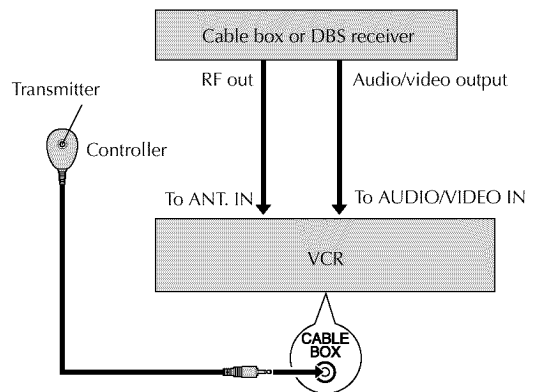 Cable box or DBS receiver
RF out
Audio/video output
Transmitter
Controller
To ANT. IN
To AUDIO/VIDEO IN
VCR
CABLE
BOX